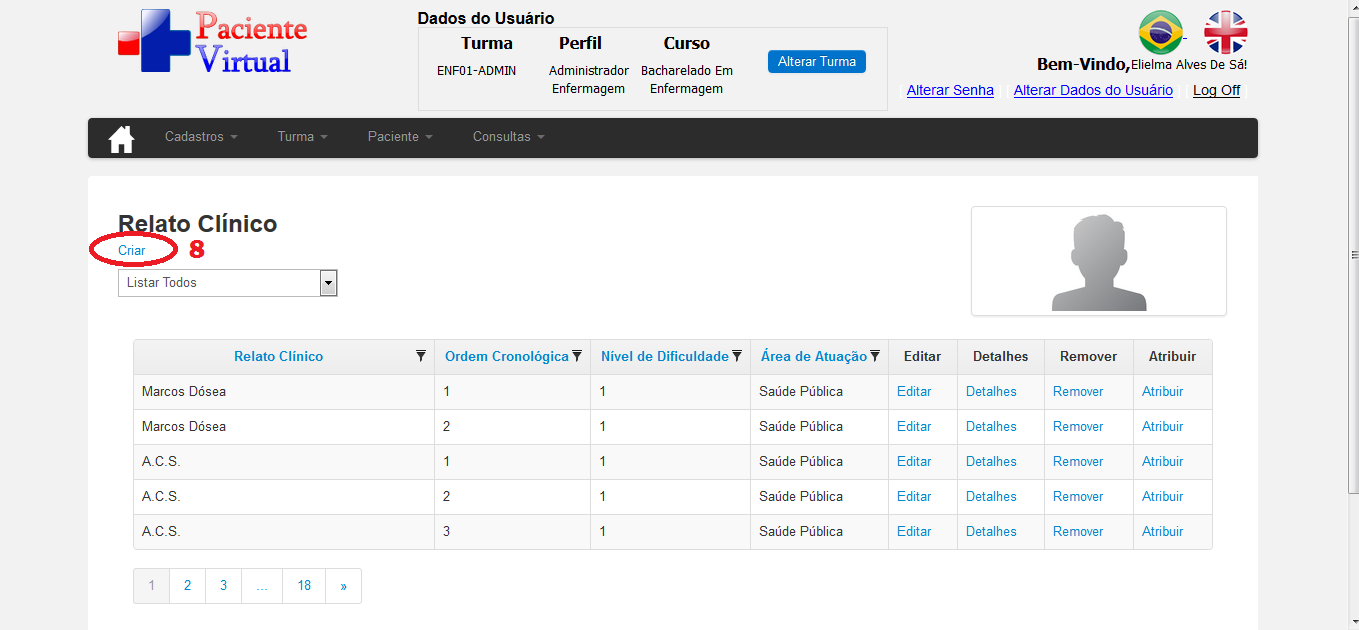 Paciente
Virtual
Dados do Usuário
Turma Perfil Curso
ENF01-ADMIN Administrador Enfermagem Bacharelado Em Enfermagem
Alterar Turma
Bem-Vindo, Elielma Alves De Sá!
[ Alterar Senha ] [ Alterar Dados do Usuário ] [ Log Off ]
Cadastros Turma Paciente Consultas
Relato Clínico
Criar 8
Listar Todos
Relato Clínico Ordem Cronológica Nível de Dificuldade Área de Atuação Editar Detalhes Remover Atribuir
Marcos Dósea 1 1 Saúde Pública Editar Detalhes Remover Atribuir
Marcos Dósea 2 1 Saúde Pública Editar Detalhes Remover Atribuir
A.C.S. 1 1 Saúde Pública Editar Detalhes Remover Atribuir
A.C.S. 2 1 Saúde Pública Editar Detalhes Remover Atribuir
A.C.S. 3 1 Saúde Pública Editar Detalhes Remover Atribuir
1 2 3 ... 18 »